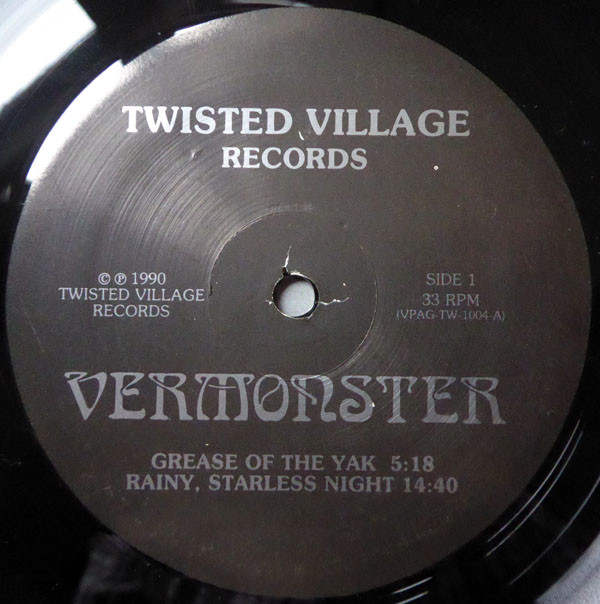 TWISTED VILLAGE
RECORDS
© ℗ 1990
TWISTED VILLAGE
RECORDS
SIDE 1
33 RPM
(VPAG-TW-1004-A)
VERMONSTER
GREASE OF THE YAK 5:18
RAINY, STARLESS NIGHT 14:40